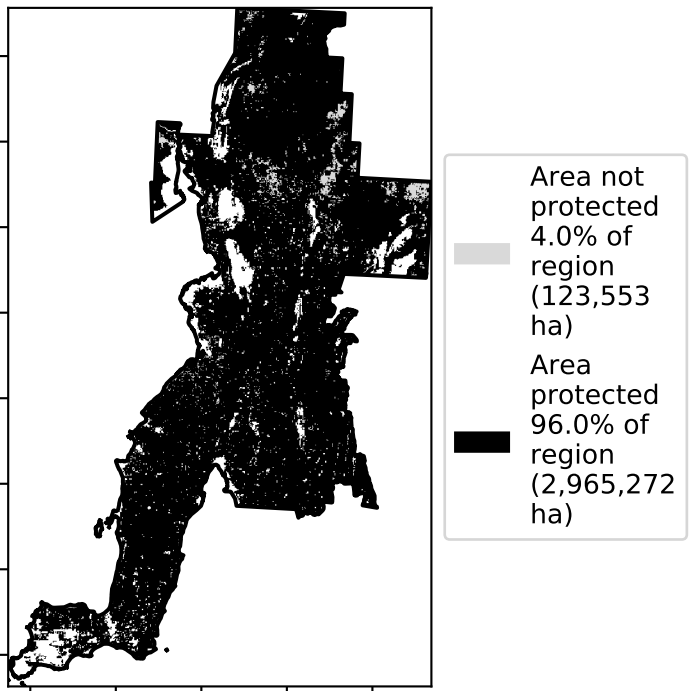 Area not
protected
4.0% of
region
(123,553
ha)
Area
protected
96.0% of
region
(2,965,272
ha)